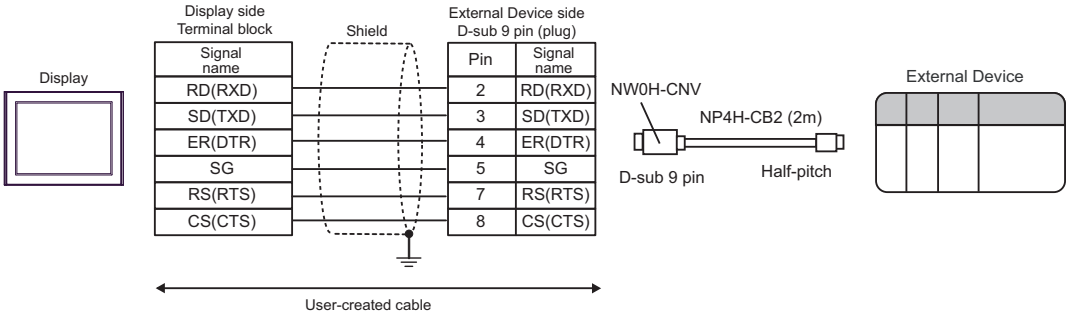 Display
Display side
Terminal block
Shield
External Device side
D-sub 9 pin (plug)
Signal
name
Pin
Signal
name
RD(RXD)
2
RD(RXD)
SD(TXD)
3
SD(TXD)
ER(DTR)
4
ER(DTR)
SG
5
SG
RS(RTS)
7
RS(RTS)
CS(CTS)
8
CS(CTS)
User-created cable
NW0H-CNV
NP4H-CB2 (2m)
D-sub 9 pin
Half-pitch
External Device